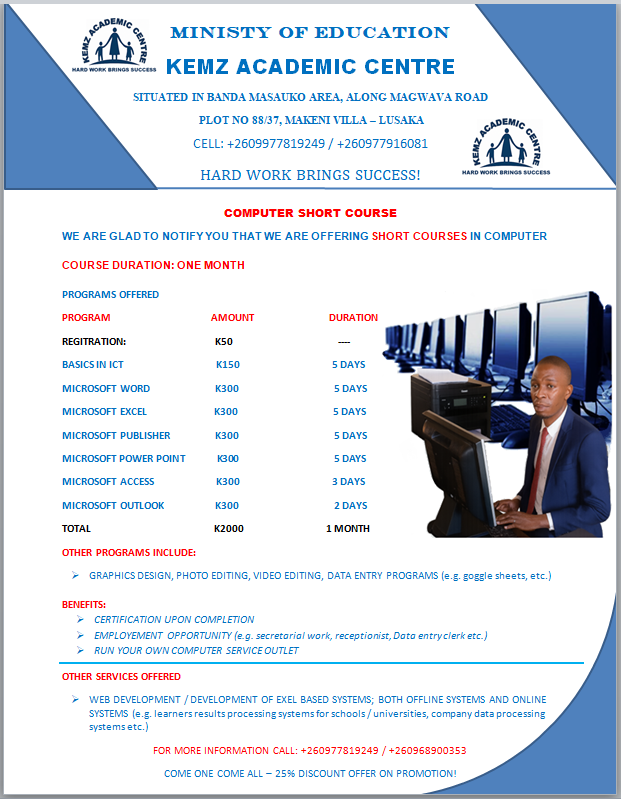 KEMZ ACADEMIC CENTRE
HARD WORK BRINGS SUCCESS
MINISTY OF EDUCATION
KEMZ ACADEMIC CENTRE
SITUATED IN BANDA MASAUKO AREA, ALONG MAGWAVA ROAD
PLOT NO 88/37, MAKENI VILLA – LUSAKA
CELL: +2609977819249 / +260977916081
HARD WORK BRINGS SUCCESS!
KEMZ ACADEMIC CENTRE
HARD WORK BRINGS SUCCESS
COMPUTER SHORT COURSE
WE ARE GLAD TO NOTIFY YOU THAT WE ARE OFFERING SHORT COURSES IN COMPUTER
COURSE DURATION: ONE MONTH
PROGRAMS OFFERED
PROGRAM AMOUNT DURATION
REGITRATION: K50 ----
BASICS IN ICT K150 5 DAYS
MICROSOFT WORD K300 5 DAYS
MICROSOFT EXCEL K300 5 DAYS
MICROSOFT PUBLISHER K300 5 DAYS
MICROSOFT POWER POINT K300 5 DAYS
MICROSOFT ACCESS K300 3 DAYS
MICROSOFT OUTLOOK K300 2 DAYS
TOTAL K2000 1 MONTH
OTHER PROGRAMS INCLUDE:
➢ GRAPHICS DESIGN, PHOTO EDITING, VIDEO EDITING, DATA ENTRY PROGRAMS (e.g. goggle sheets, etc.)
BENEFITS:
➢ CERTIFICATION UPON COMPLETION
➢ EMPLOYEMENT OPPORTUNITY (e.g. secretarial work, receptionist, Data entry clerk etc.)
➢ RUN YOUR OWN COMPUTER SERVICE OUTLET
OTHER SERVICES OFFERED
➢ WEB DEVELOPMENT / DEVELOPMENT OF EXEL BASED SYSTEMS; BOTH OFFLINE SYSTEMS AND ONLINE
SYSTEMS (e.g. learners results processing systems for schools / universities, company data processing
systems etc.)
FOR MORE INFORMATION CALL: +260977819249 / +260968900353
COME ONE COME ALL – 25% DISCOUNT OFFER ON PROMOTION!